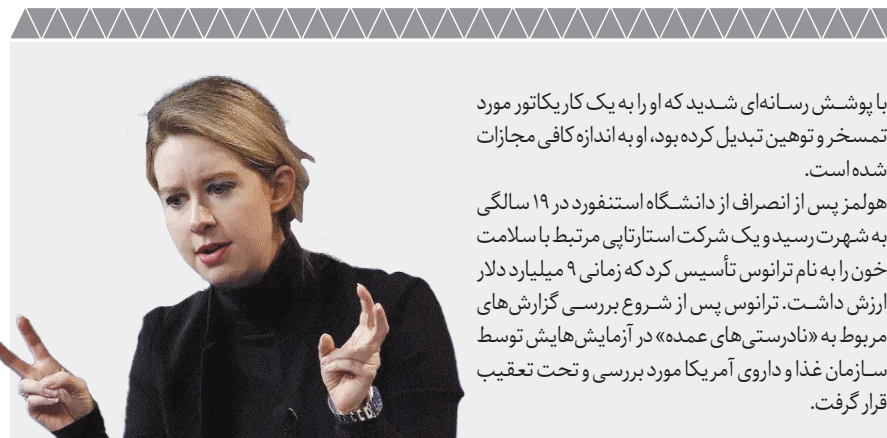 با پوشش رسانه‌ای شدید که او را به یک کاریکاتور مورد
تمسخر و توهین تبدیل کرده بود، او به اندازه کافی مجازات
شده است.
هولمز پس از انصراف از دانشگاه استنفورد در ۱۹ سالگی
به شهرت رسید و یک شرکت استارتاپی مرتبط با سلامت
خون را به نام ترانوس تأسیس کرد که زمانی ۹ میلیارد دلار
ارزش داشت. ترانوس پس از شروع بررسی گزارش‌های
مربوط به «نادرستی‌های عمده» در آزمایش‌هایش توسط
سازمان غذا و داروی آمریکا مورد بررسی و تحت تعقیب
قرار گرفت.